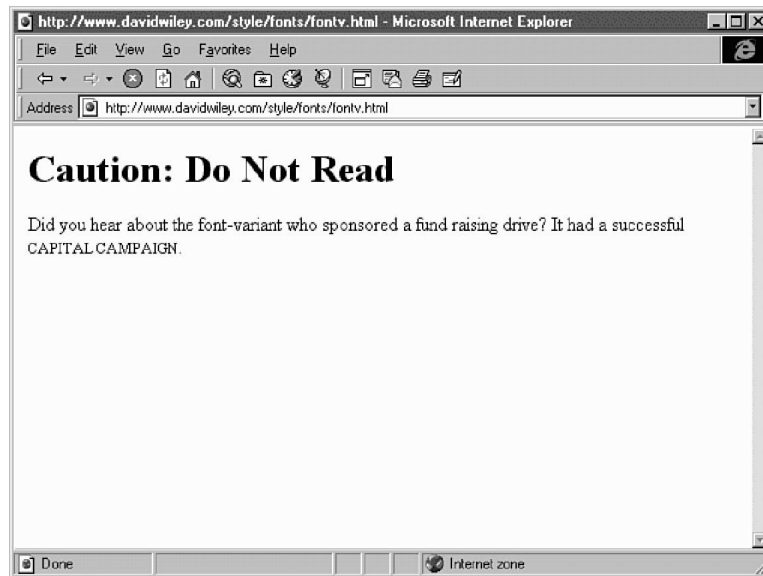 http://www.davidwiley.com/style/fonts/fontv.html - Microsoft Internet Explorer
File Edit View Go Favorites Help
Address http://www.davidwiley.com/style/fonts/fontv.html
Caution: Do Not Read
Did you hear about the font-variant who sponsored a fund raising drive? It had a successful
CAPITAL CAMPAIGN.
Done Internet zone